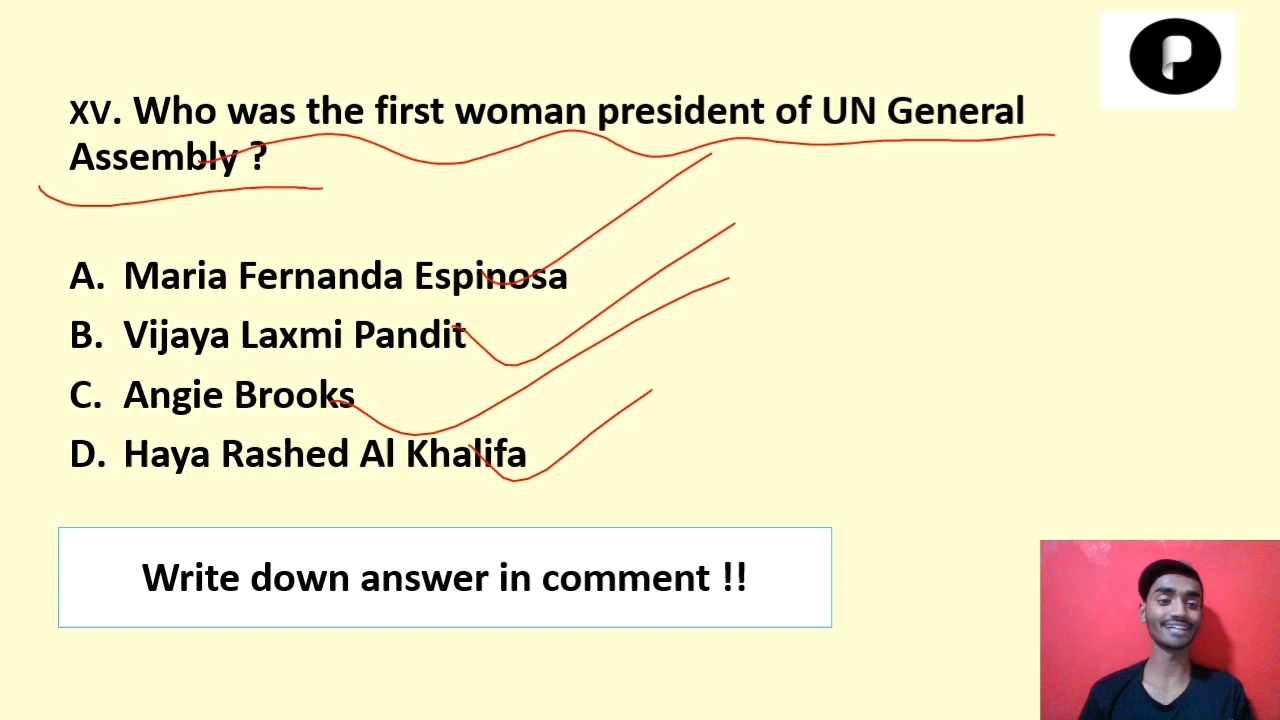 P
XV. Who was the first woman president of UN General
Assembly ?
A. Maria Fernanda Espinosa
B. Vijaya Laxmi Pandit
C. Angie Brooks
D. Haya Rashed Al Khalifa
Write down answer in comment !!